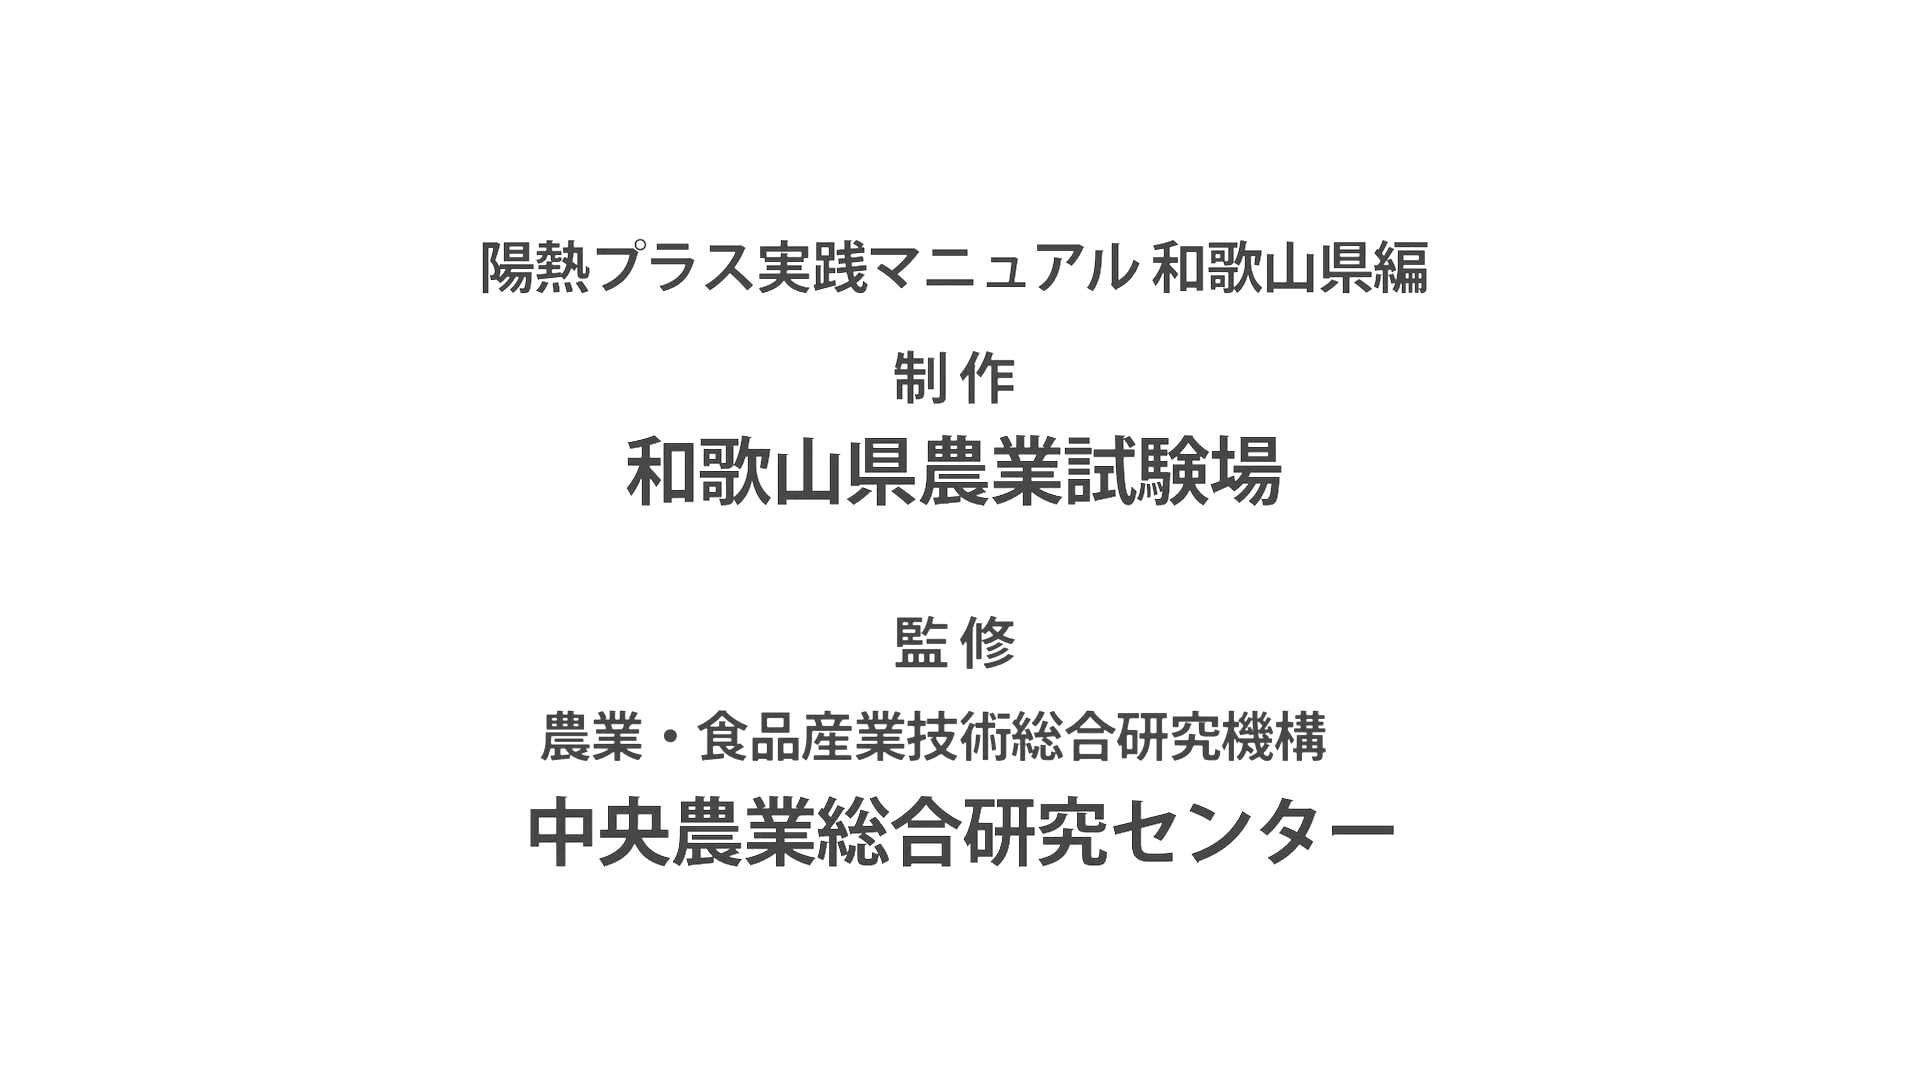 陽熱プラス実践マニュアル 和歌山県編
制作
和歌山県農業試験場
監修
農業・食品産業技術総合研究機構
中央農業総合研究センター